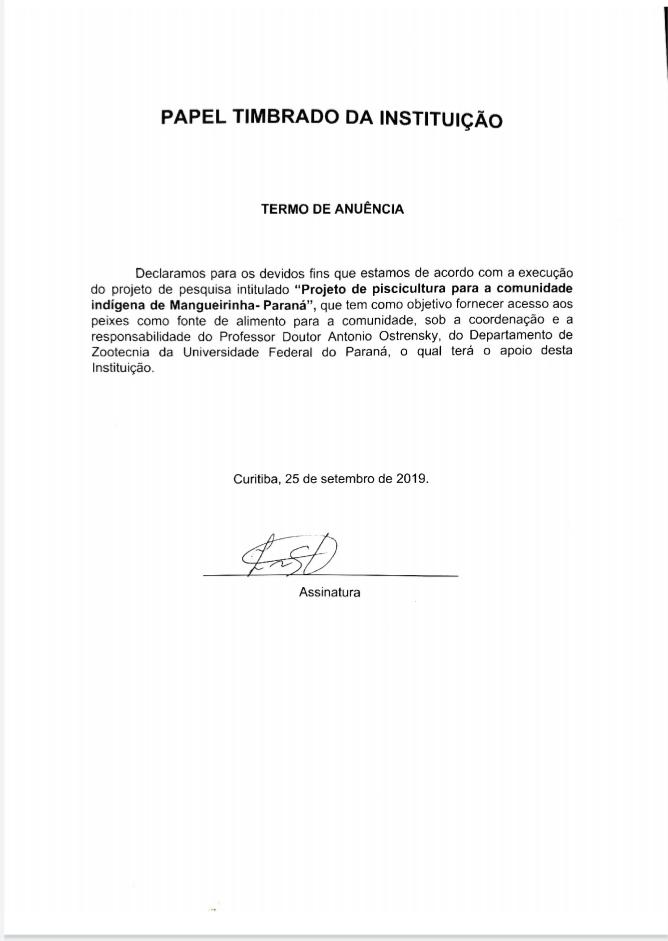 PAPEL TIMBRADO DA INSTITUIÇÃO
TERMO DE ANUÊNCIA
Declaramos para os devidos fins que estamos de acordo com a execução
do projeto de pesquisa intitulado “Projeto de piscicultura para a comunidade
indígena de Mangueirinha- Paraná”, que tem como objetivo fornecer acesso aos
peixes como fonte de alimento para a comunidade, sob a coordenação e a
responsabilidade do Professor Doutor Antonio Ostrensky, do Departamento de
Zootecnia da Universidade Federal do Paraná, o qual terá o apoio desta
Instituição.
Curitiba, 25 de setembro de 2019.
Assinatura